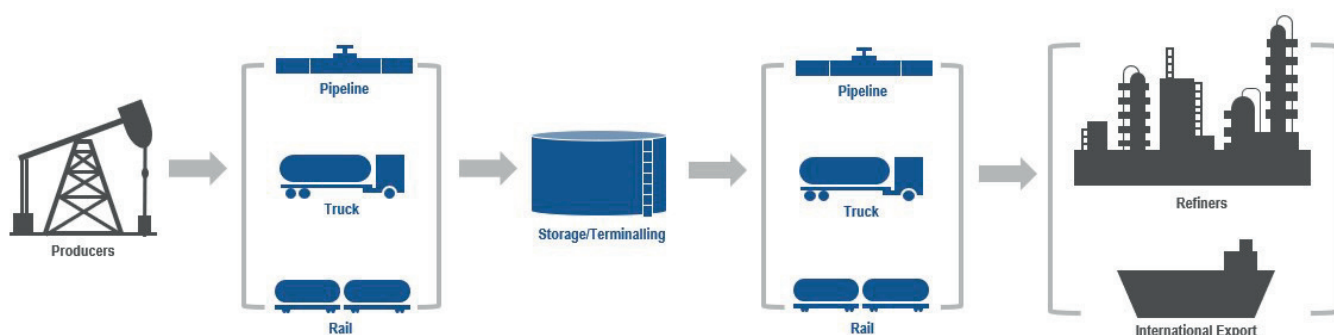 Producers
Pipeline
Truck
Rail
Storage/Terminalling
Pipeline
Truck
Rail
Refiners
International Export